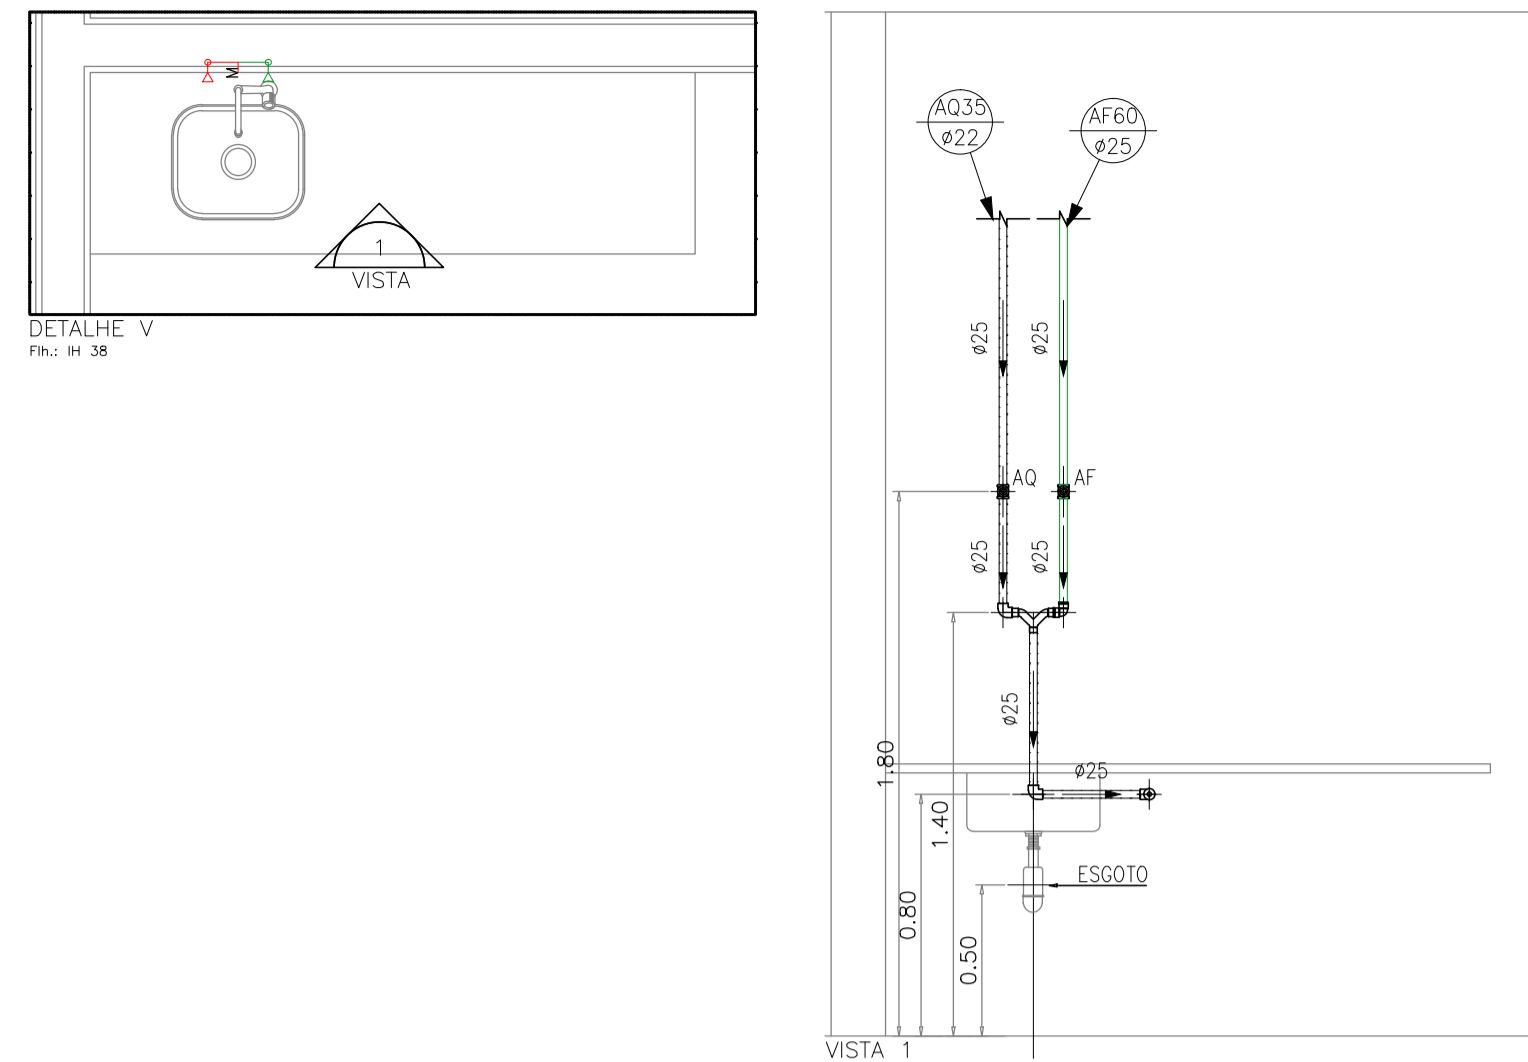 M
1
VISTA
DETALHE V
Flh.: IH 38
AQ35
ø22
AF60
ø25
ø25
ø25
AQ
AF
ø25
ø25
ø25
ø25
1.80
1.40
0.80
0.50
ESGOTO
VISTA 1